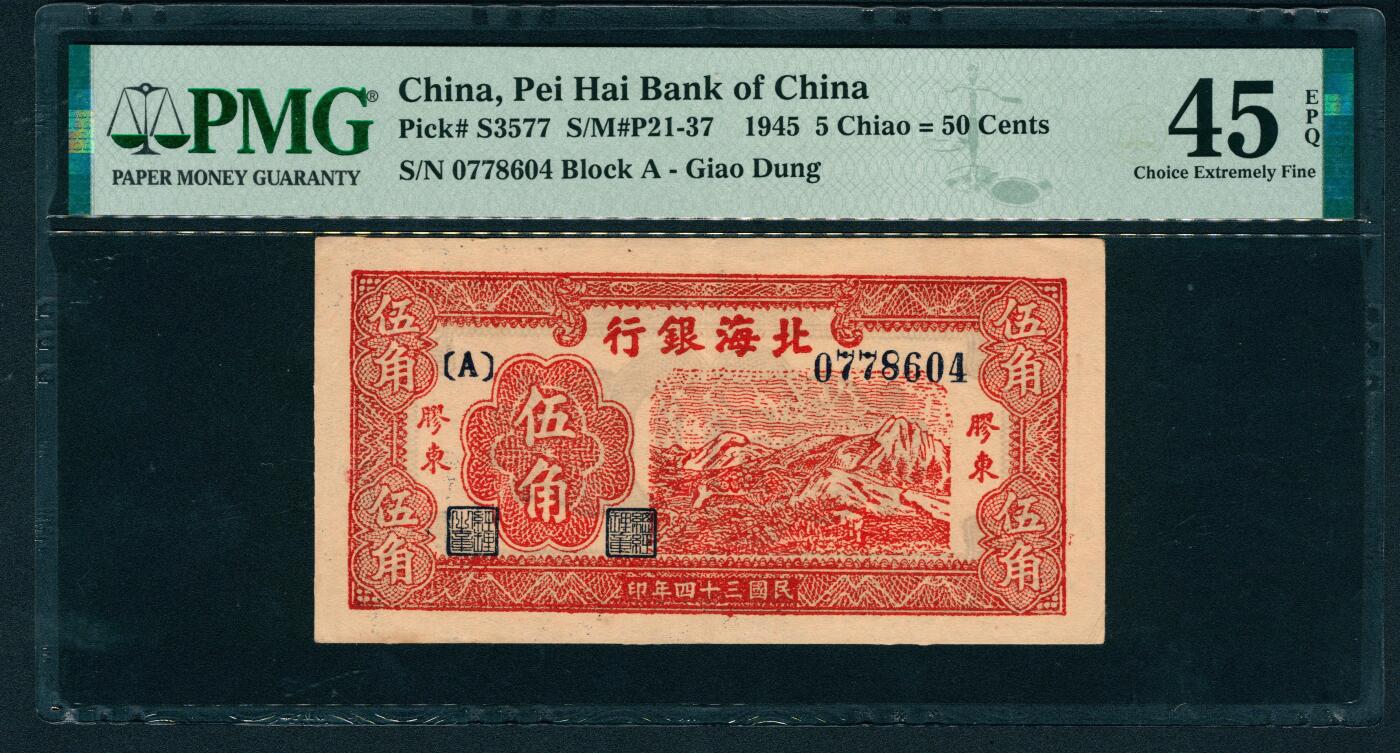 PMG®
PAPER MONEY GUARANTY
China, Pei Hai Bank of China
Pick# S3577 S/M#P21-37 1945 5 Chiao = 50 Cents
S/N 0778604 Block A - Giao Dung
45
EPQ
Choice Extremely Fine
行銀海北
伍角
伍角
(A)
0778604
伍角
膠東
膠東
伍角
伍角
印年四十三國民